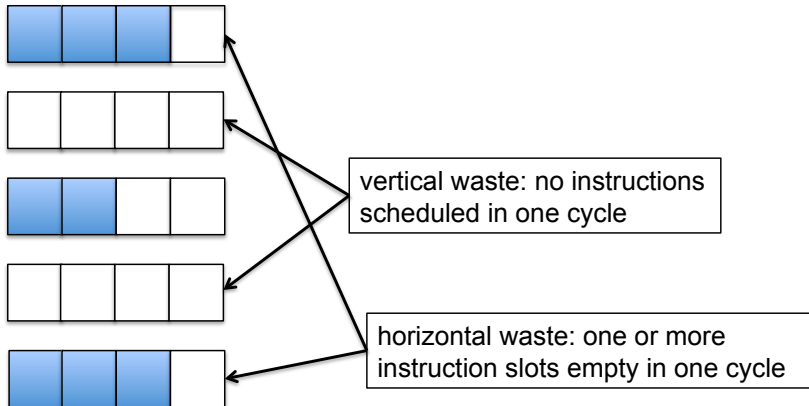 vertical waste: no instructions
scheduled in one cycle
horizontal waste: one or more
instruction slots empty in one cycle